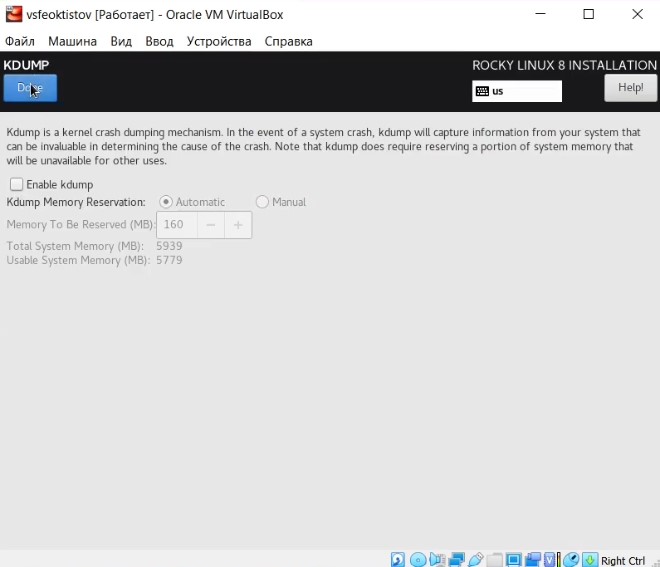 vsfeoktistov [Работает] - Oracle VM VirtualBox
Файл Машина Вид Ввод Устройства Справка
KDUMP
ROCKY LINUX 8 INSTALLATION
Done
us
Help!
Kdump is a kernel crash dumping mechanism. In the event of a system crash, kdump will capture information from your system that
can be invaluable in determining the cause of the crash. Note that kdump does require reserving a portion of system memory that
will be unavailable for other uses.
Enable kdump
Kdump Memory Reservation: Automatic Manual
Memory To Be Reserved (MB): 160 − +
Total System Memory (MB): 5939
Usable System Memory (MB): 5779
Right Ctrl